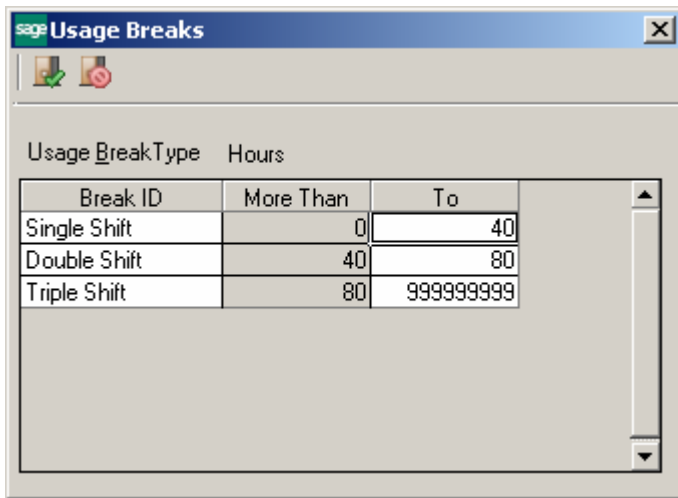 sage Usage Breaks
Usage BreakType Hours
Break ID More Than To
Single Shift 0 40
Double Shift 40 80
Triple Shift 80 999999999